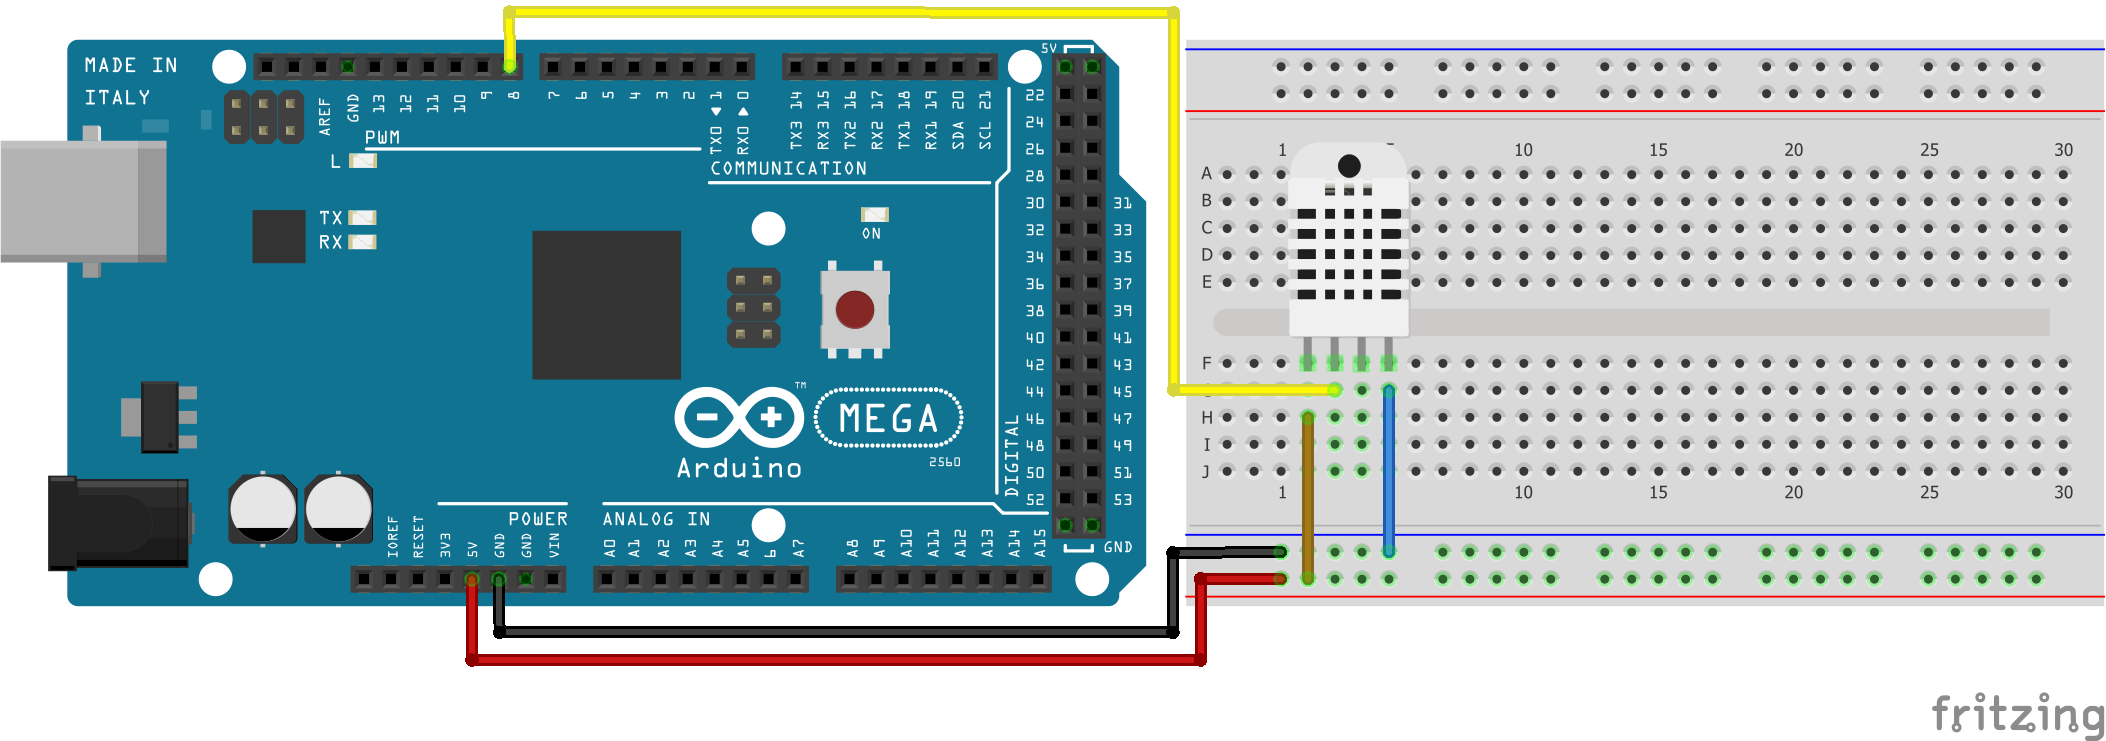 MADE IN
ITALY
AREF
GND
13
12
11
10
9
8
7
6
5
4
3
2
TX0 1
RX0 0
TX3 14
RX3 15
TX2 16
RX2 17
TX1 18
RX1 19
SDA 20
SCL 21
5V
PWM
L
COMMUNICATION
TX
RX
ON
22
24
26
28
30 31
32 33
34 35
36 37
38 39
40 41
42 43
44 45
46 47
48 49
50 51
52 53
GND
DIGITAL
TM
MEGA
Arduino
2560
POWER
ANALOG IN
IOREF
RESET
3V3
5V
GND
GND
VIN
A0
A1
A2
A3
A4
A5
6
A7
A8
A9
A10
A11
A12
A13
A14
A15
1 10 15 20 25 30
A
B
C
D
E
F
H
I
J
1 10 15 20 25 30
fritzing